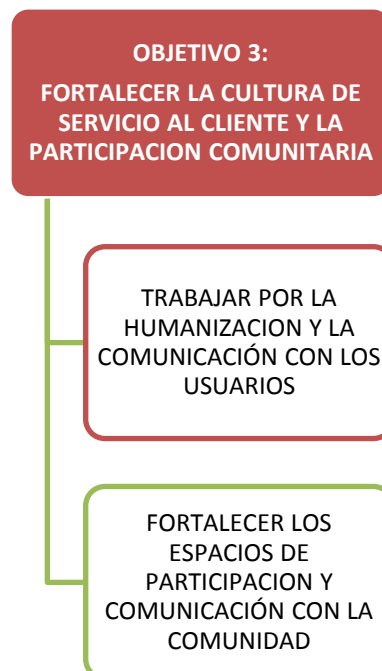 OBJETIVO 3:
FORTALECER LA CULTURA DE
SERVICIO AL CLIENTE Y LA
PARTICIPACION COMUNITARIA
TRABAJAR POR LA
HUMANIZACION Y LA
COMUNICACIÓN CON LOS
USUARIOS
FORTALECER LOS
ESPACIOS DE
PARTICIPACION Y
COMUNICACIÓN CON LA
COMUNIDAD